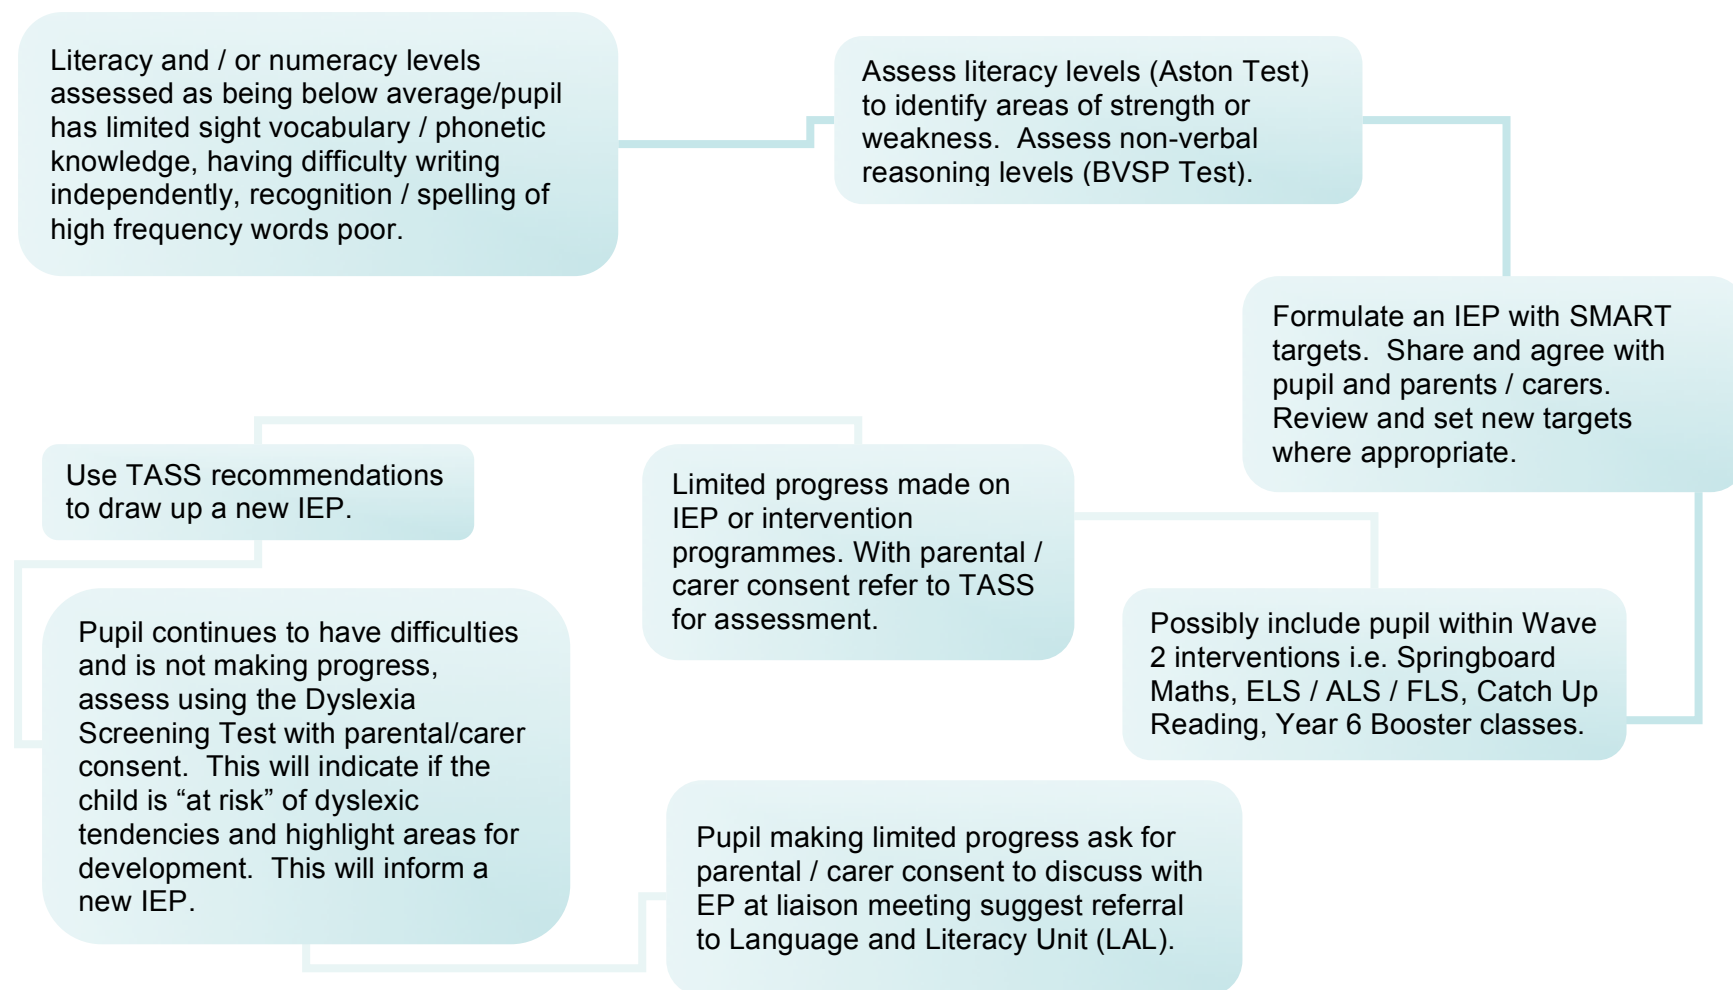 Literacy and / or numeracy levels
assessed as being below average/pupil
has limited sight vocabulary / phonetic
knowledge, having difficulty writing
independently, recognition / spelling of
high frequency words poor.
Assess literacy levels (Aston Test)
to identify areas of strength or
weakness.  Assess non-verbal
reasoning levels (BVSP Test).
Formulate an IEP with SMART
targets.  Share and agree with
pupil and parents / carers.
Review and set new targets
where appropriate.
Possibly include pupil within Wave
2 interventions i.e. Springboard
Maths, ELS / ALS / FLS, Catch Up
Reading, Year 6 Booster classes.
Limited progress made on
IEP or intervention
programmes. With parental /
carer consent refer to TASS
for assessment.
Use TASS recommendations
to draw up a new IEP.
Pupil continues to have difficulties
and is not making progress,
assess using the Dyslexia
Screening Test with parental/carer
consent.  This will indicate if the
child is “at risk” of dyslexic
tendencies and highlight areas for
development.  This will inform a
new IEP.
Pupil making limited progress ask for
parental / carer consent to discuss with
EP at liaison meeting suggest referral
to Language and Literacy Unit (LAL).